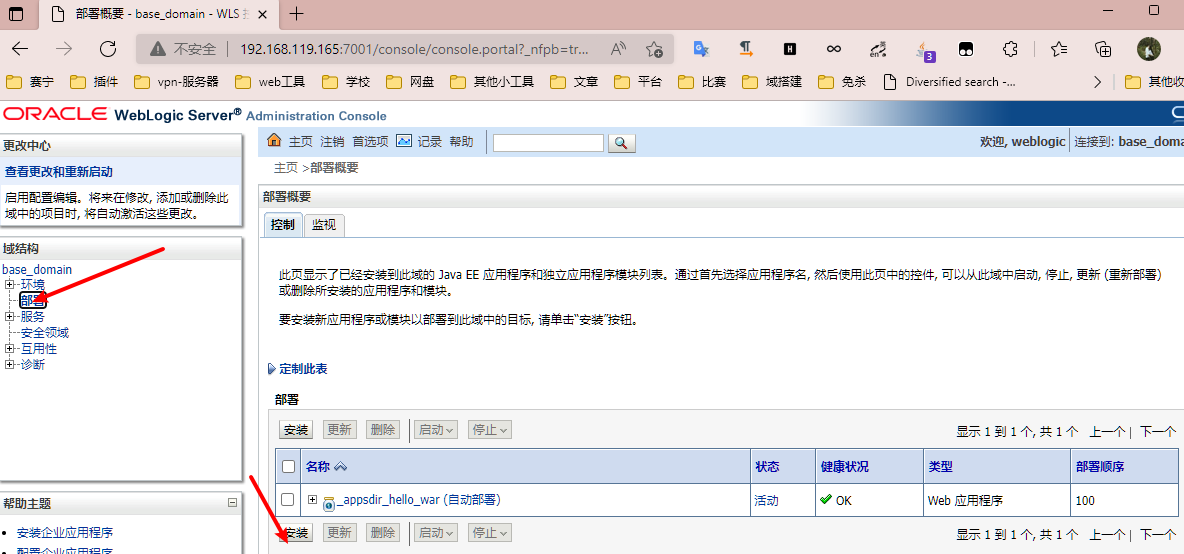 部署概要 - base_domain - WLS
不安全 192.168.119.165:7001/console/console.portal?_nfpb=tr...
赛宁 插件 vpn-服务器 web工具 学校 网盘 其他小工具 文章 平台 比赛 域搭建 免杀 Diversified search -... 其他收
ORACLE WebLogic Server® Administration Console
更改中心
查看更改和重新启动
启用配置编辑。将来在修改, 添加或删除此
域中的项目时, 将自动激活这些更改。
域结构
base_domain
环境
部署
服务
安全领域
互用性
诊断
帮助主题
安装企业应用程序
配置企业应用程序
主页 注销 首选项 记录 帮助
欢迎, weblogic 连接到: base_doma
主页 >部署概要
部署概要
控制 监视
此页显示了已经安装到此域的 Java EE 应用程序和独立应用程序模块列表。通过首先选择应用程序名, 然后使用此页中的控件, 可以从此域中启动, 停止, 更新 (重新部署)
或删除所安装的应用程序和模块。
要安装新应用程序或模块以部署到此域中的目标, 请单击“安装”按钮。
定制此表
部署
安装 更新 删除 启动 停止 显示 1 到 1 个, 共 1 个 上一个 | 下一个
名称 状态 健康状况 类型 部署顺序
_appsdir_hello_war (自动部署) 活动 OK Web 应用程序 100
安装 更新 删除 启动 停止 显示 1 到 1 个, 共 1 个 上一个 | 下一个